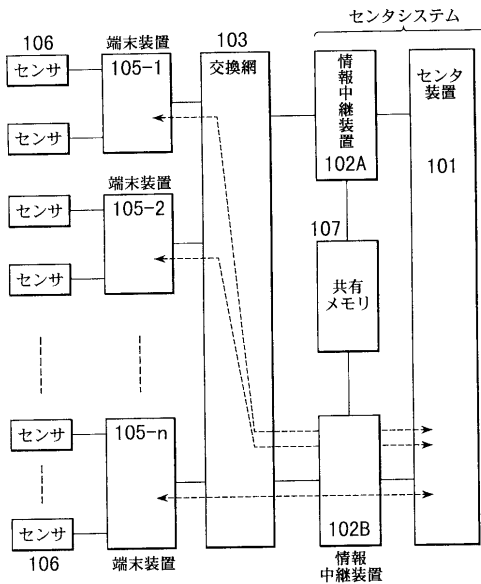 センタシステム
106
センサ
センサ
端末装置
105-1
103
交換網
情報中継装置
102A
センタ
装置
101
端末装置
105-2
センサ
センサ
107
共有
メモリ
センサ
105-n
センサ
106
端末装置
102B
情報
中継装置